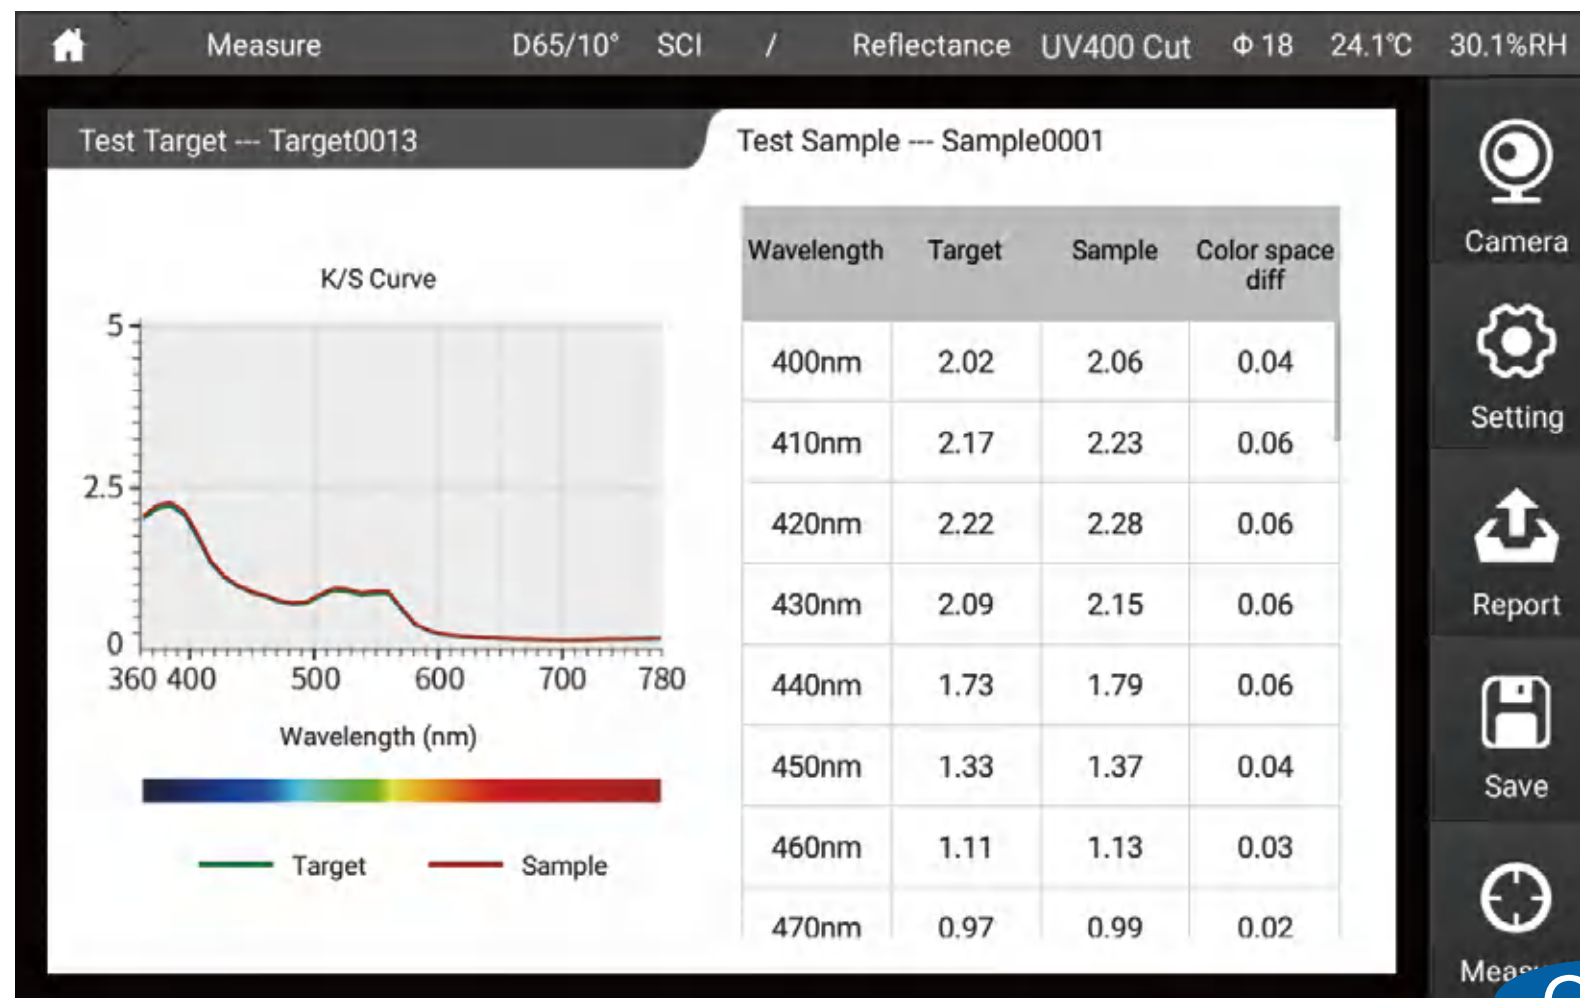 Measure D65/10° SCI / Reflectance UV400 Cut Φ 18 24.1°C 30.1%RH
Test Target --- Target0013
Test Sample --- Sample0001
K/S Curve
5
2.5
0
360 400 500 600 700 780
Wavelength (nm)
Target Sample
Wavelength Target Sample Color space
diff
400nm 2.02 2.06 0.04
410nm 2.17 2.23 0.06
420nm 2.22 2.28 0.06
430nm 2.09 2.15 0.06
440nm 1.73 1.79 0.06
450nm 1.33 1.37 0.04
460nm 1.11 1.13 0.03
470nm 0.97 0.99 0.02
Camera
Setting
Report
Save